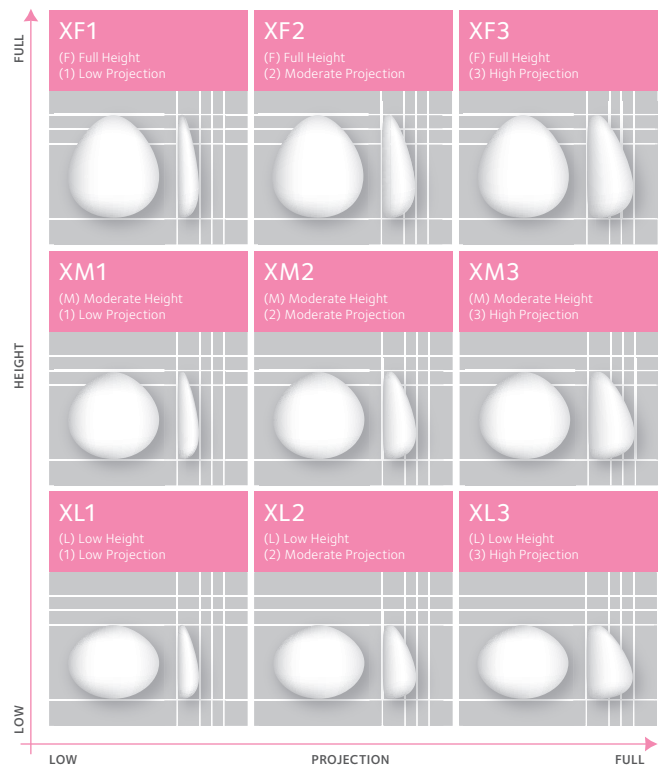 FULL
XF1
(F) Full Height
(1) Low Projection
XF2
(F) Full Height
(2) Moderate Projection
XF3
(F) Full Height
(3) High Projection
HEIGHT
XM1
(M) Moderate Height
(1) Low Projection
XM2
(M) Moderate Height
(2) Moderate Projection
XM3
(M) Moderate Height
(3) High Projection
XL1
(L) Low Height
(1) Low Projection
XL2
(L) Low Height
(2) Moderate Projection
XL3
(L) Low Height
(3) High Projection
LOW
LOW
PROJECTION
FULL